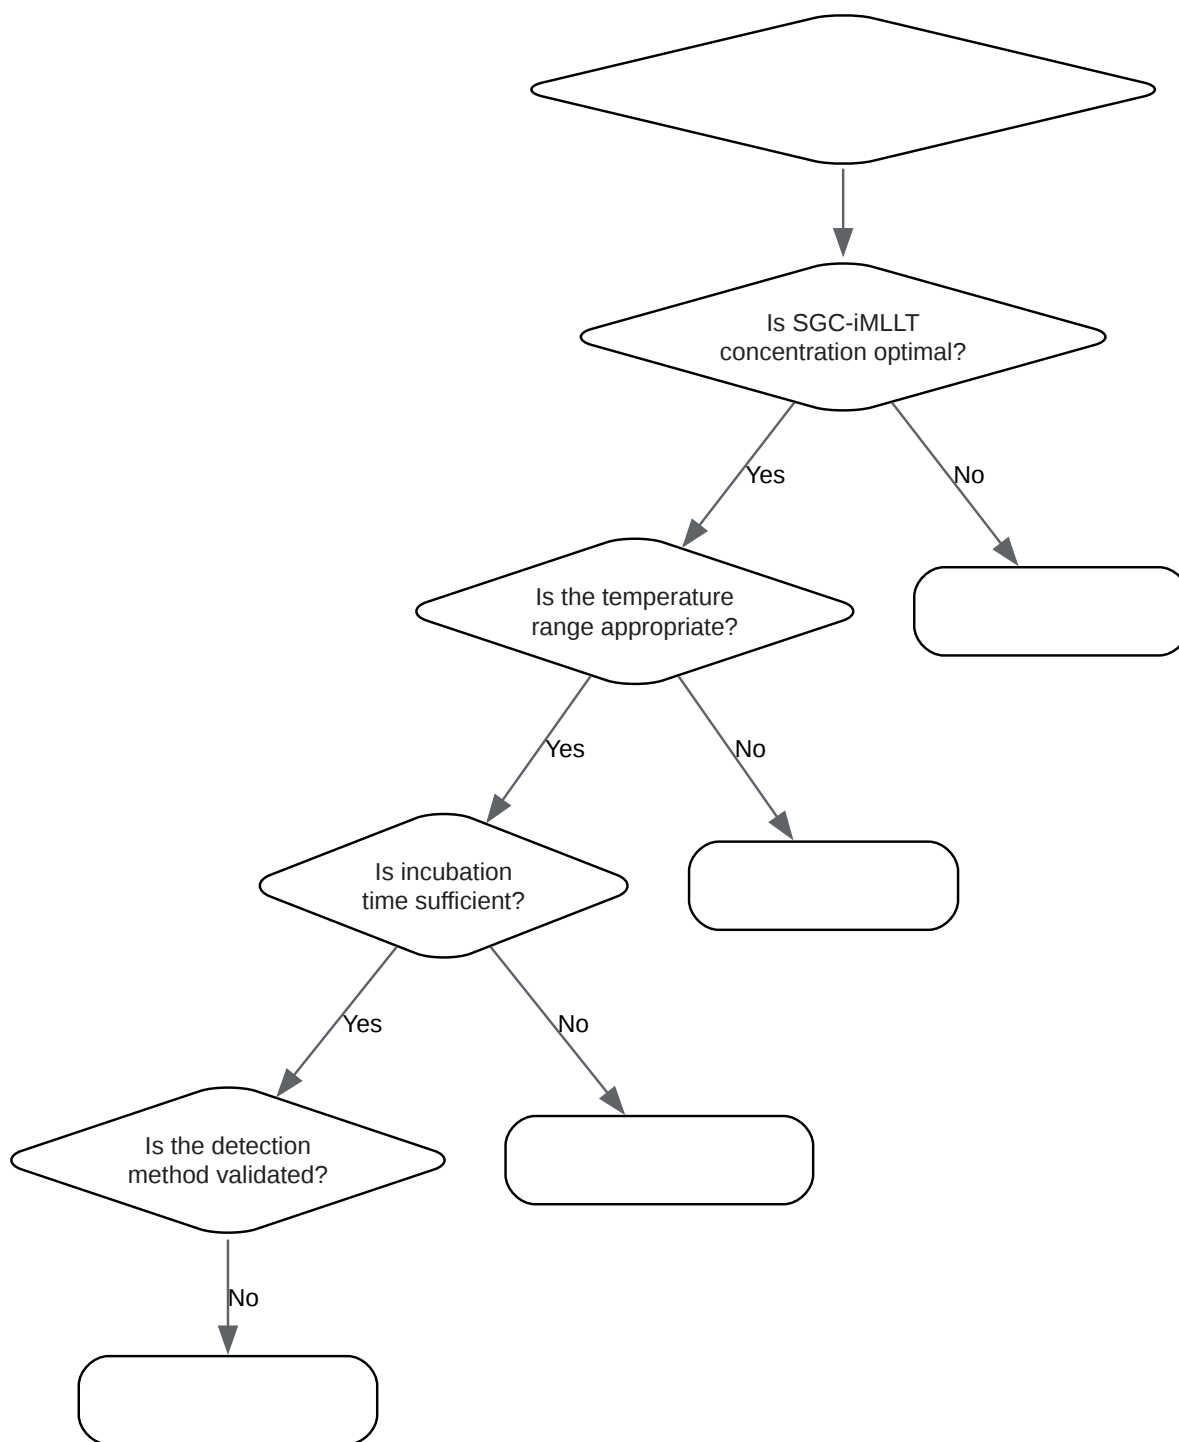 Is SGC-iMLLT
concentration optimal?
Yes
No
Is the temperature
range appropriate?
Yes
No
Is incubation
time sufficient?
Yes
No
Is the detection
method validated?
No